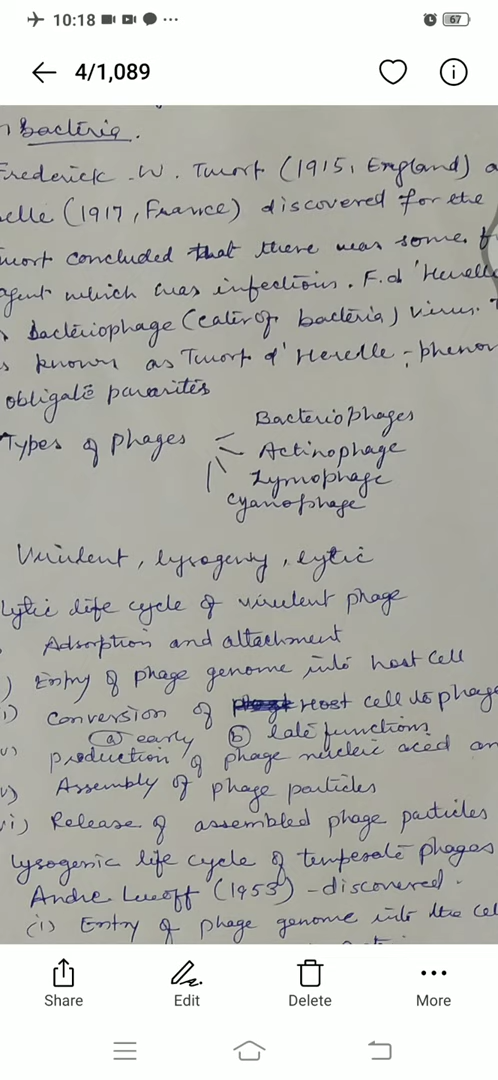 10:18
67
4/1,089
n bacteria.
Frederick W. Twort (1915, England) a
elle (1917, France) discovered for the
wort concluded that there was some f
agent which was infections. F. d'Herelle
bacteriophage (eater of bacteria) virus. T
s known as Twort d'Herelle - phenor
obligate parasites
Types of phages
Bacteriophages
Actinophage
Zymophage
Cyanophage
Virulent, lysogeny, lytic
Lytic life cycle of virulent phage
Adsorption and attachment
) Entry of phage genome into host cell
i) Conversion of Host cell to phage
(a) early (b) late functions
v) production of phage nucleic acid an
v) Assembly of phage particles
vi) Release of assembled phage particles
Lysogenic life cycle of temperate phages
Andre Lwoff (1953) - discovered.
(i) Entry of phage genome into the cel
Share
Edit
Delete
More